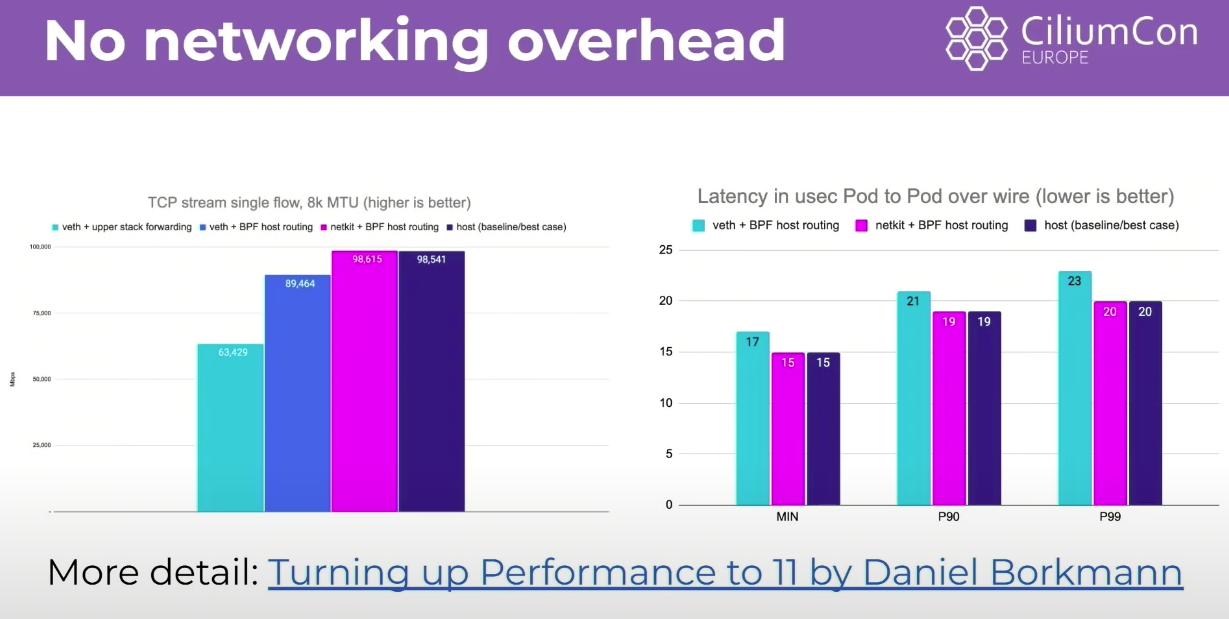 No networking overhead
CiliumCon
EUROPE
TCP stream single flow, 8k MTU (higher is better)
veth + upper stack forwarding veth + BPF host routing netkit + BPF host routing host (baseline/best case)
100,000
75,000
50,000
25,000
-
Mbps
63,429
89,464
98,615
98,541
Latency in usec Pod to Pod over wire (lower is better)
veth + BPF host routing netkit + BPF host routing host (baseline/best case)
25
20
15
10
5
0
17 15 15
21 19 19
23 20 20
MIN P90 P99
More detail: Turning up Performance to 11 by Daniel Borkmann